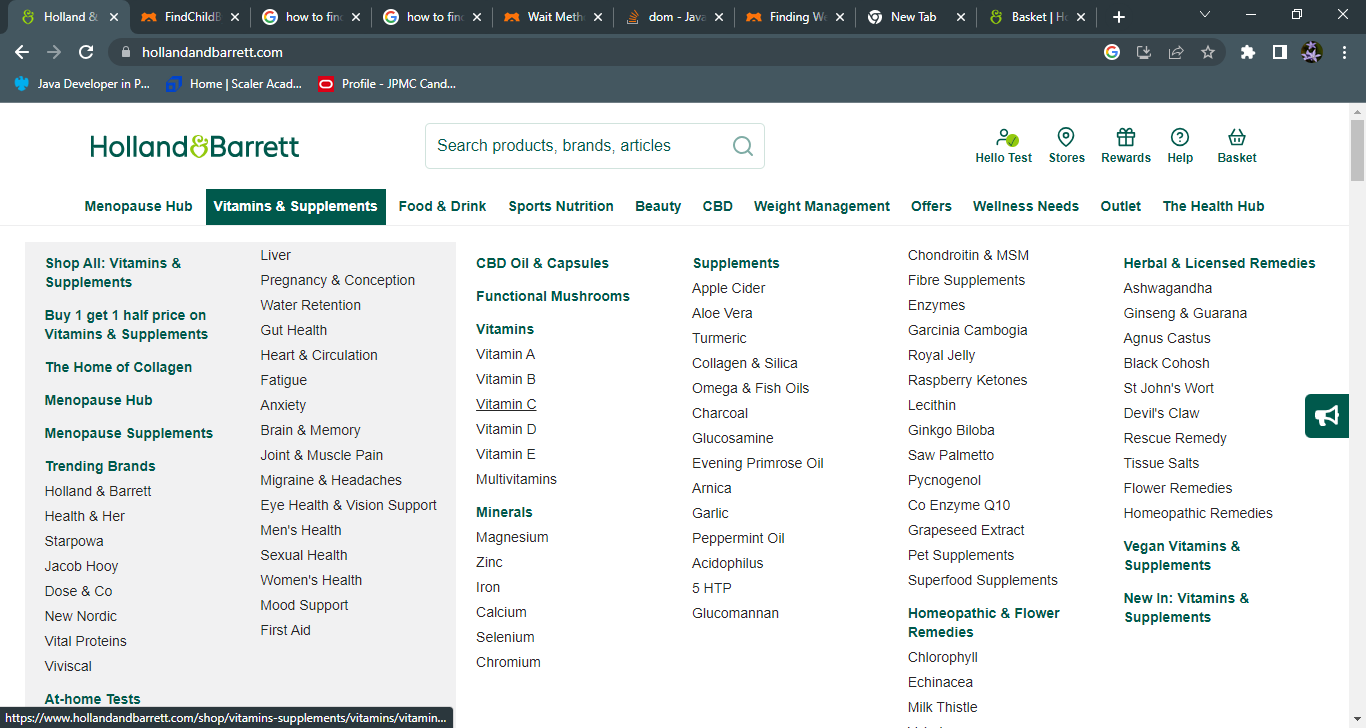 Holland &
FindChildB
how to find
how to find
Wait Meth
dom - Java
Finding We
New Tab
Basket | Ho
hollandandbarrett.com
Java Developer in P...
Home | Scaler Acad...
Profile - JPMC Cand...
Holland&Barrett
Search products, brands, articles
Hello Test
Stores
Rewards
Help
Basket
Menopause Hub
Vitamins & Supplements
Food & Drink
Sports Nutrition
Beauty
CBD
Weight Management
Offers
Wellness Needs
Outlet
The Health Hub
Shop All: Vitamins &
Supplements
Buy 1 get 1 half price on
Vitamins & Supplements
The Home of Collagen
Menopause Hub
Menopause Supplements
Trending Brands
Holland & Barrett
Health & Her
Starpowa
Jacob Hooy
Dose & Co
New Nordic
Vital Proteins
Viviscal
At-home Tests
Liver
Pregnancy & Conception
Water Retention
Gut Health
Heart & Circulation
Fatigue
Anxiety
Brain & Memory
Joint & Muscle Pain
Migraine & Headaches
Eye Health & Vision Support
Men's Health
Sexual Health
Women's Health
Mood Support
First Aid
CBD Oil & Capsules
Functional Mushrooms
Vitamins
Vitamin A
Vitamin B
Vitamin C
Vitamin D
Vitamin E
Multivitamins
Minerals
Magnesium
Zinc
Iron
Calcium
Selenium
Chromium
Supplements
Apple Cider
Aloe Vera
Turmeric
Collagen & Silica
Omega & Fish Oils
Charcoal
Glucosamine
Evening Primrose Oil
Arnica
Garlic
Peppermint Oil
Acidophilus
5 HTP
Glucomannan
Chondroitin & MSM
Fibre Supplements
Enzymes
Garcinia Cambogia
Royal Jelly
Raspberry Ketones
Lecithin
Ginkgo Biloba
Saw Palmetto
Pycnogenol
Co Enzyme Q10
Grapeseed Extract
Pet Supplements
Superfood Supplements
Homeopathic & Flower
Remedies
Chlorophyll
Echinacea
Milk Thistle
Herbal & Licensed Remedies
Ashwagandha
Ginseng & Guarana
Agnus Castus
Black Cohosh
St John's Wort
Devil's Claw
Rescue Remedy
Tissue Salts
Flower Remedies
Homeopathic Remedies
Vegan Vitamins &
Supplements
New In: Vitamins &
Supplements
https://www.hollandandbarrett.com/shop/vitamins-supplements/vitamins/vitamin...